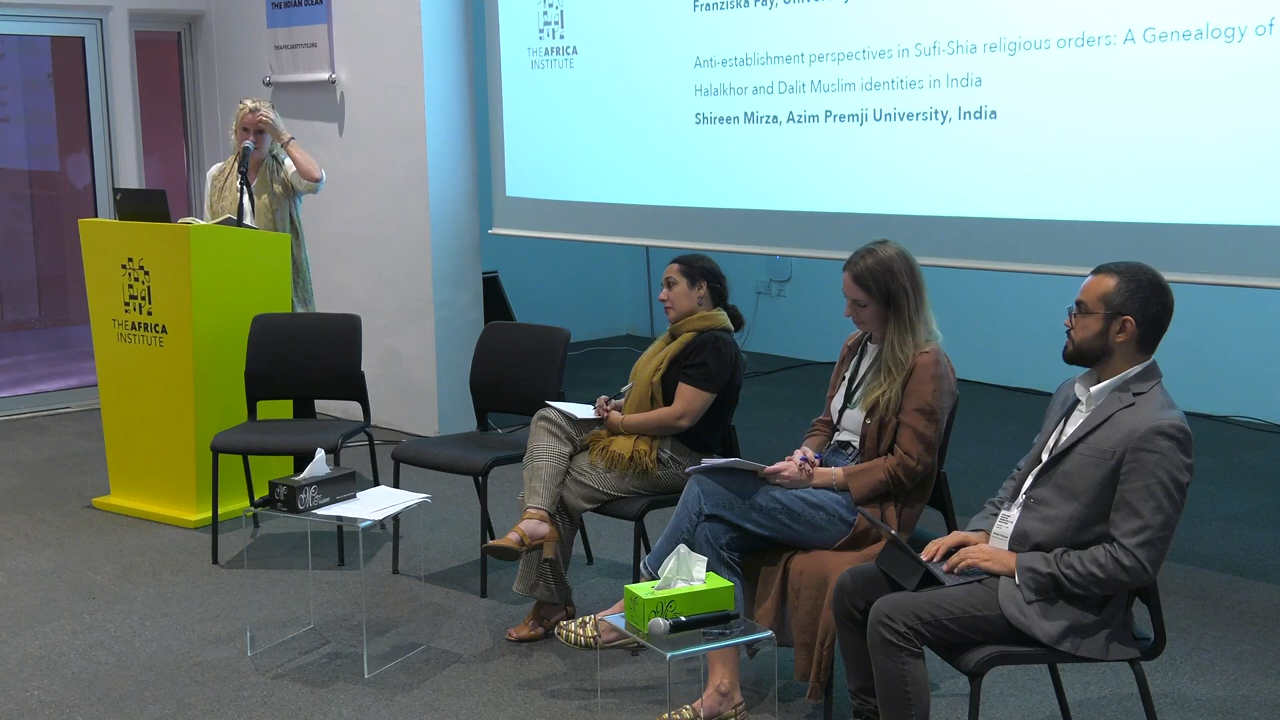 THE INDIAN OCEAN
THEAFRICAINSTITUTE.ORG
THEAFRICA
INSTITUTE
Franziska Fay,
Anti-establishment perspectives in Sufi-Shia religious orders: A Genealogy of
Halalkhor and Dalit Muslim identities in India
Shireen Mirza, Azim Premji University, India
THEAFRICA
INSTITUTE